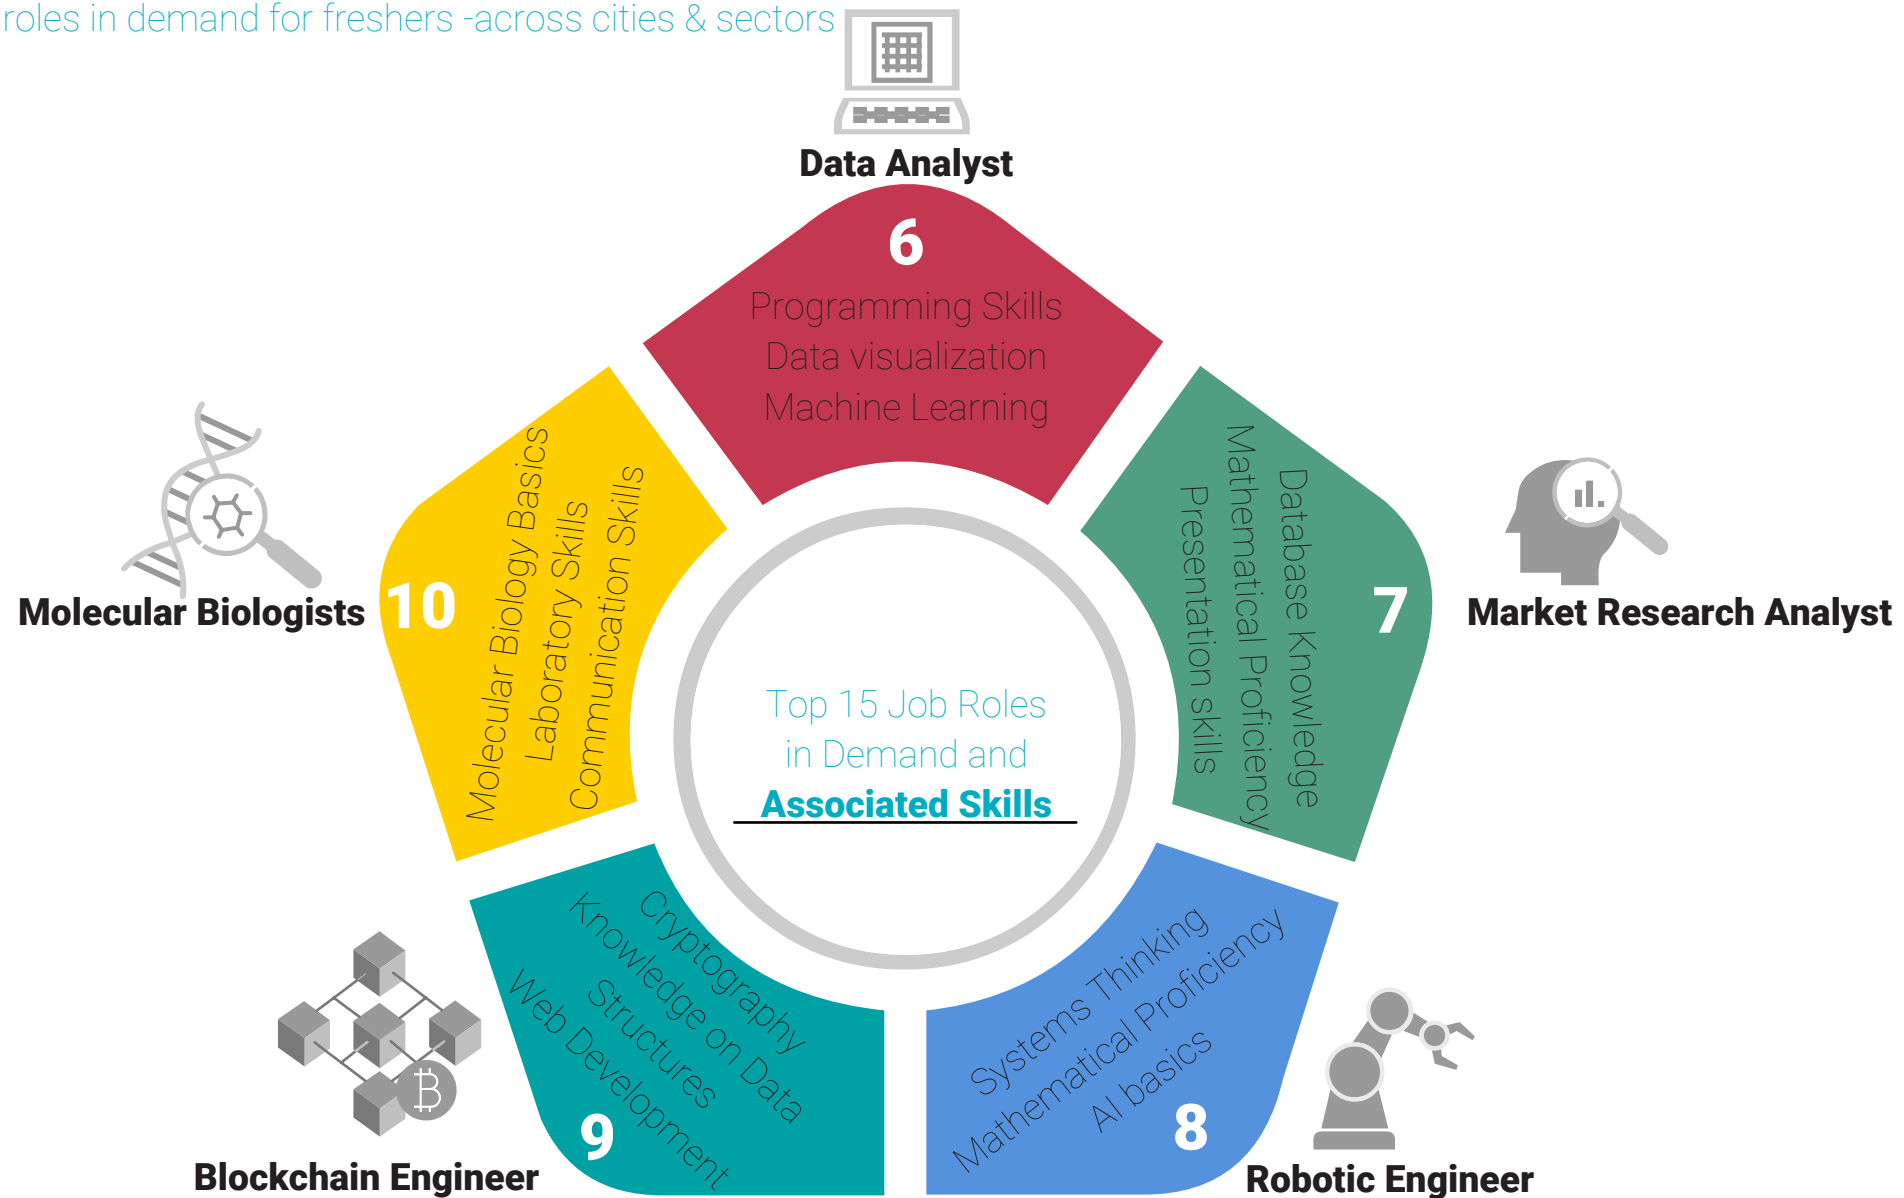 roles in demand for freshers -across cities & sectors
Data Analyst
6
Programming Skills
Data visualization
Machine Learning
7
Database Knowledge
Mathematical Proficiency
Presentation skills
Market Research Analyst
8
Systems Thinking
Mathematical Proficiency
AI basics
Robotic Engineer
9
Cryptography
Knowledge on Data
Structures
Web Development
Blockchain Engineer
10
Molecular Biology Basics
Laboratory Skills
Communication Skills
Molecular Biologists
Top 15 Job Roles
in Demand and
Associated Skills